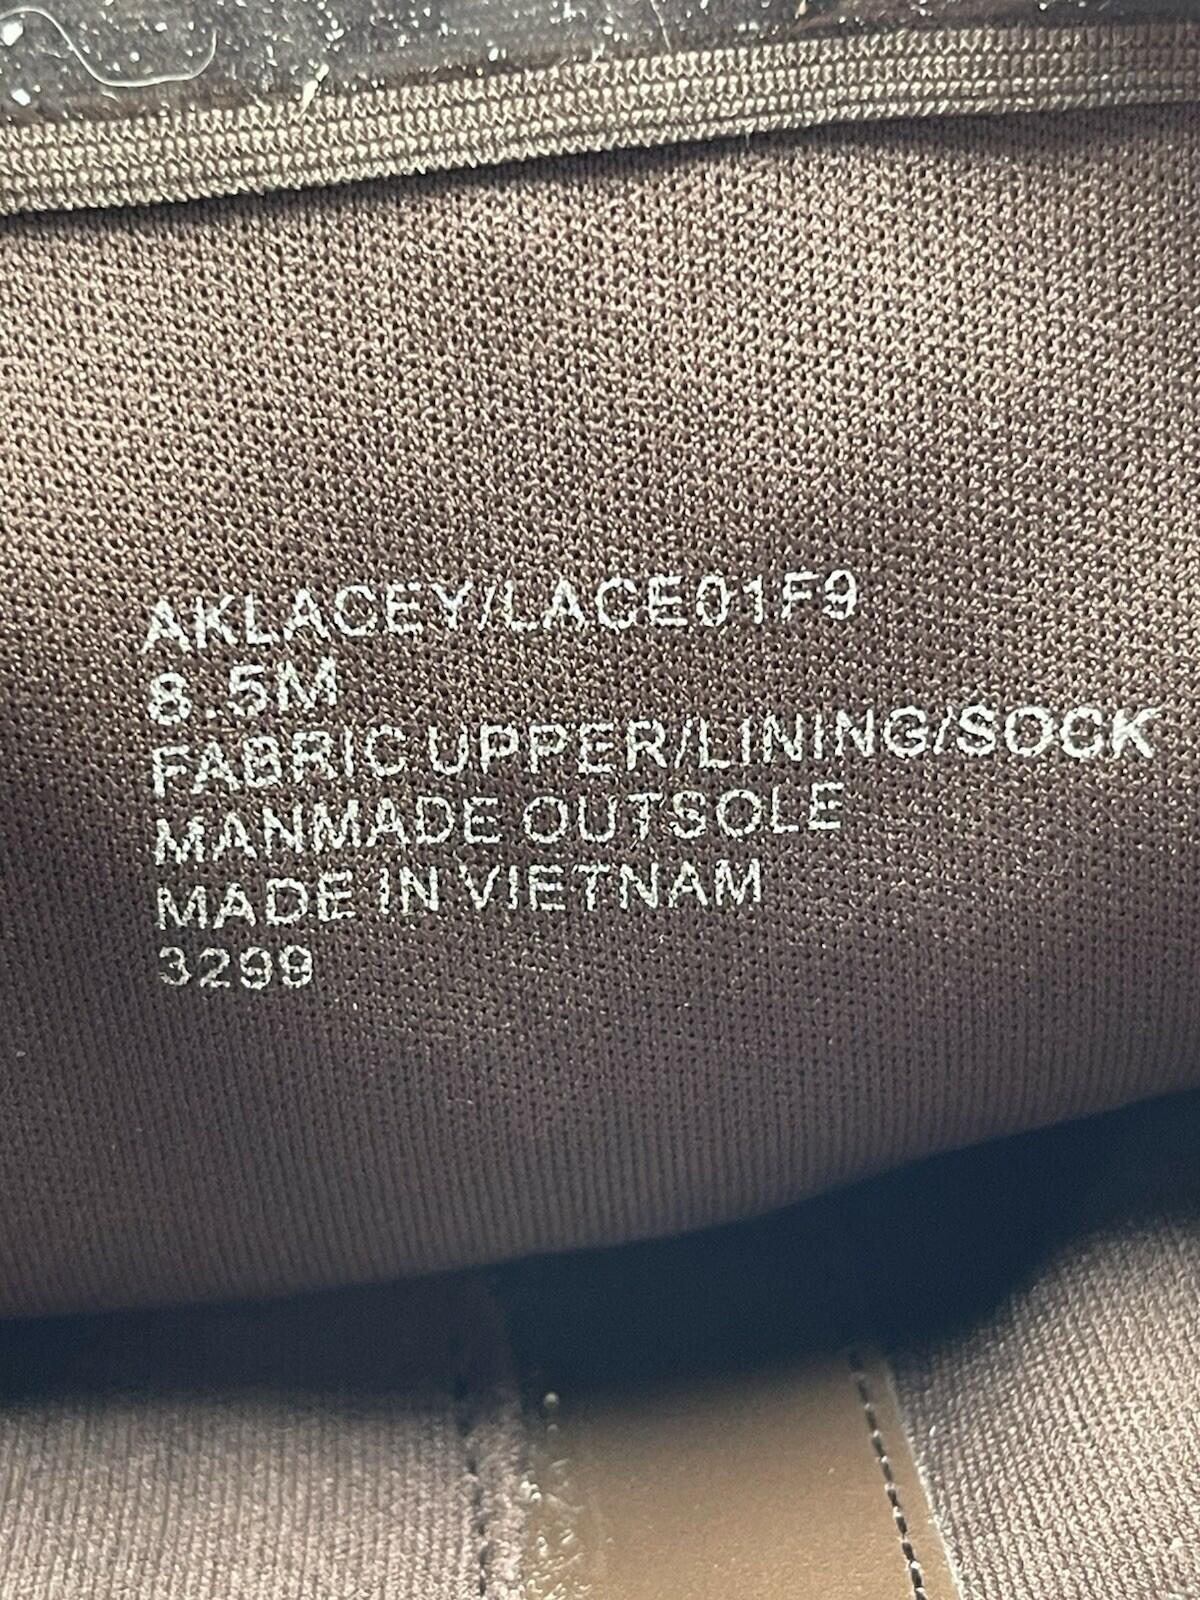 AKLACEY/LACE01F9
8.5M
FABRIC UPPER/LINING/SOCK
MANMADE OUTSOLE
MADE IN VIETNAM
3299